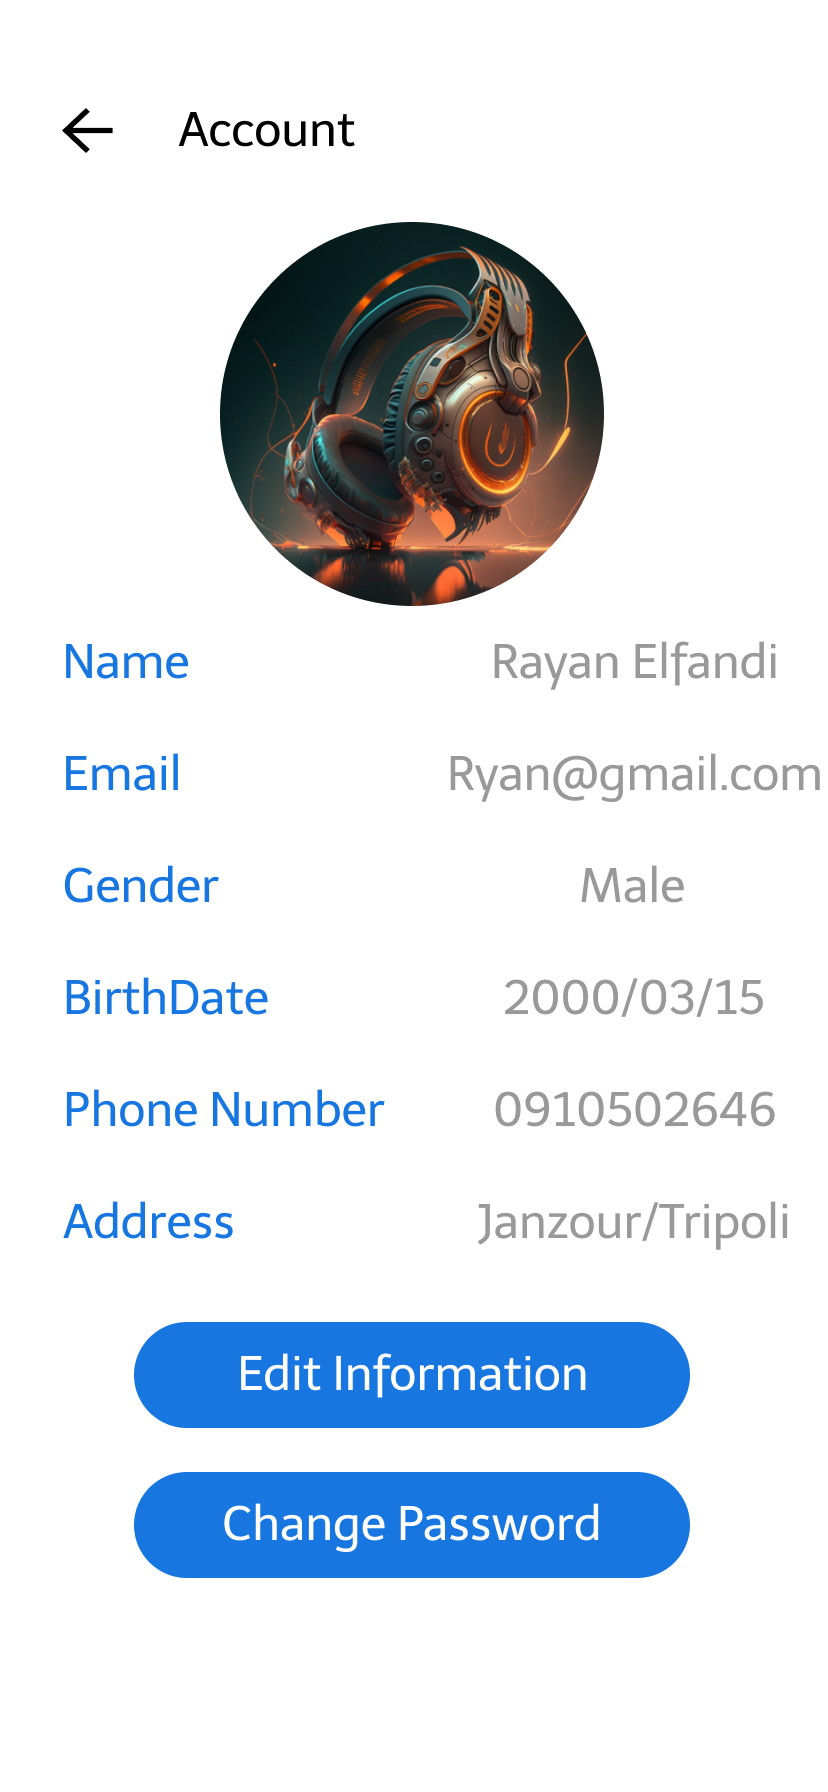 Account
Name Rayan Elfandi
Email Ryan@gmail.com
Gender Male
BirthDate 2000/03/15
Phone Number 0910502646
Address Janzour/Tripoli
Edit Information
Change Password